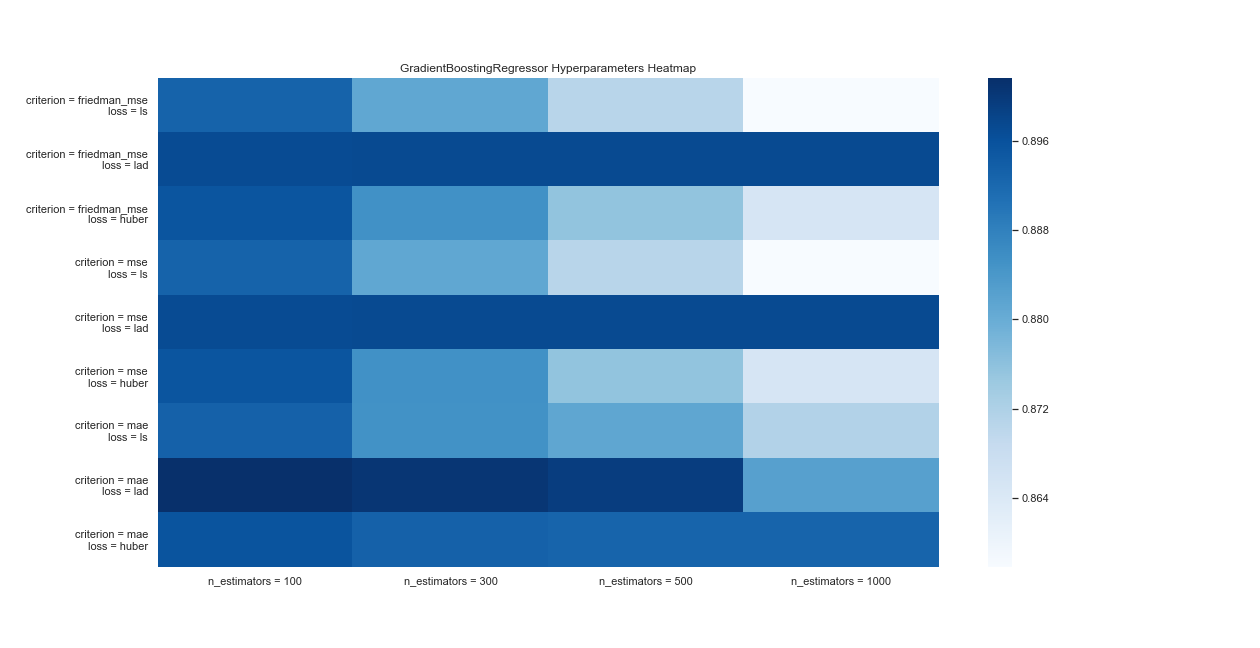 GradientBoostingRegressor Hyperparameters Heatmap
criterion = friedman_mse
loss = ls
criterion = friedman_mse
loss = lad
criterion = friedman_mse
loss = huber
criterion = mse
loss = ls
criterion = mse
loss = lad
criterion = mse
loss = huber
criterion = mae
loss = ls
criterion = mae
loss = lad
criterion = mae
loss = huber
n_estimators = 100
n_estimators = 300
n_estimators = 500
n_estimators = 1000
0.896
0.888
0.880
0.872
0.864